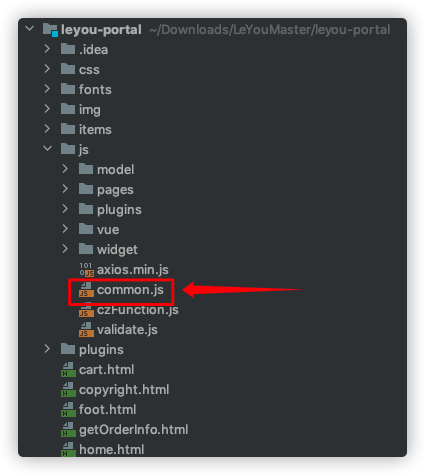 leyou-portal ~/Downloads/LeYouMaster/leyou-portal
.idea
css
fonts
img
items
js
model
pages
plugins
vue
widget
axios.min.js
common.js
czFunction.js
validate.js
plugins
cart.html
copyright.html
foot.html
getOrderInfo.html
home.html